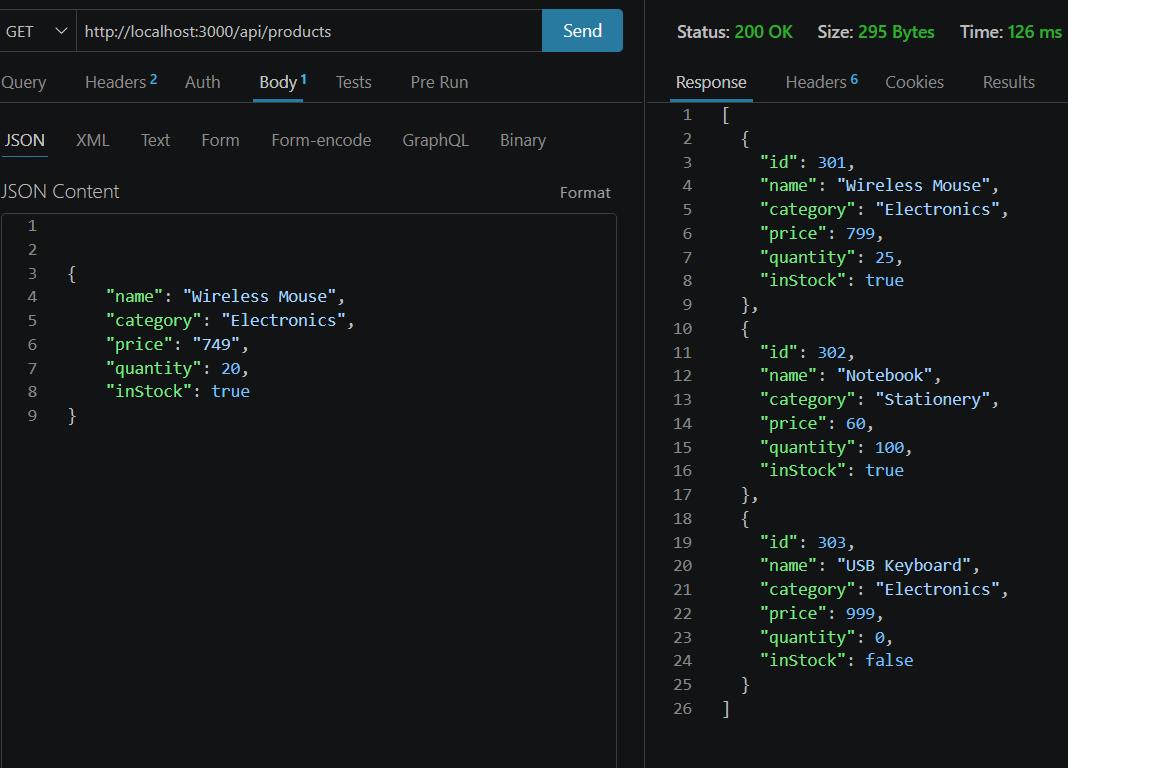 GET http://localhost:3000/api/products Send
Query Headers 2 Auth Body 1 Tests Pre Run
JSON XML Text Form Form-encode GraphQL Binary
JSON Content Format
1
2
3 {
4 "name": "Wireless Mouse",
5 "category": "Electronics",
6 "price": "749",
7 "quantity": 20,
8 "inStock": true
9 }
Status: 200 OK Size: 295 Bytes Time: 126 ms
Response Headers 6 Cookies Results
1 [
2 {
3 "id": 301,
4 "name": "Wireless Mouse",
5 "category": "Electronics",
6 "price": 799,
7 "quantity": 25,
8 "inStock": true
9 },
10 {
11 "id": 302,
12 "name": "Notebook",
13 "category": "Stationery",
14 "price": 60,
15 "quantity": 100,
16 "inStock": true
17 },
18 {
19 "id": 303,
20 "name": "USB Keyboard",
21 "category": "Electronics",
22 "price": 999,
23 "quantity": 0,
24 "inStock": false
25 }
26 ]